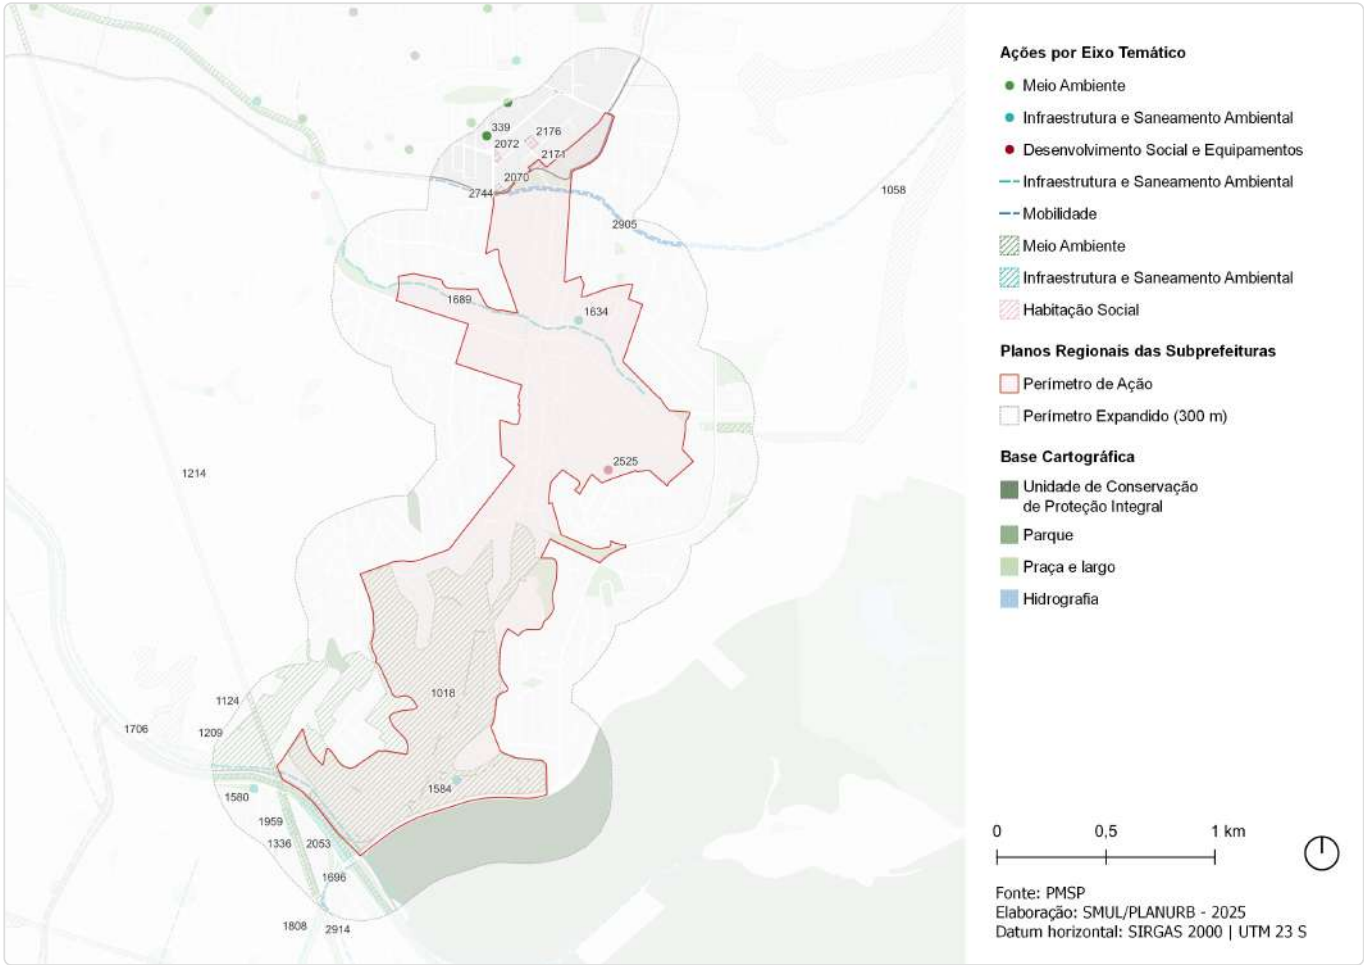 339
2176
2072
2171
2070
2744
1058
2905
1689
1634
1214
2525
1018
1124
1209
1706
1584
1580
1959
1336
2053
1696
1808
2914
Ações por Eixo Temático
Meio Ambiente
Infraestrutura e Saneamento Ambiental
Desenvolvimento Social e Equipamentos
Infraestrutura e Saneamento Ambiental
Mobilidade
Meio Ambiente
Infraestrutura e Saneamento Ambiental
Habitação Social
Planos Regionais das Subprefeituras
Perímetro de Ação
Perímetro Expandido (300 m)
Base Cartográfica
Unidade de Conservação
de Proteção Integral
Parque
Praça e largo
Hidrografia
0 0,5 1 km
Fonte: PMSP
Elaboração: SMUL/PLANURB - 2025
Datum horizontal: SIRGAS 2000 | UTM 23 S